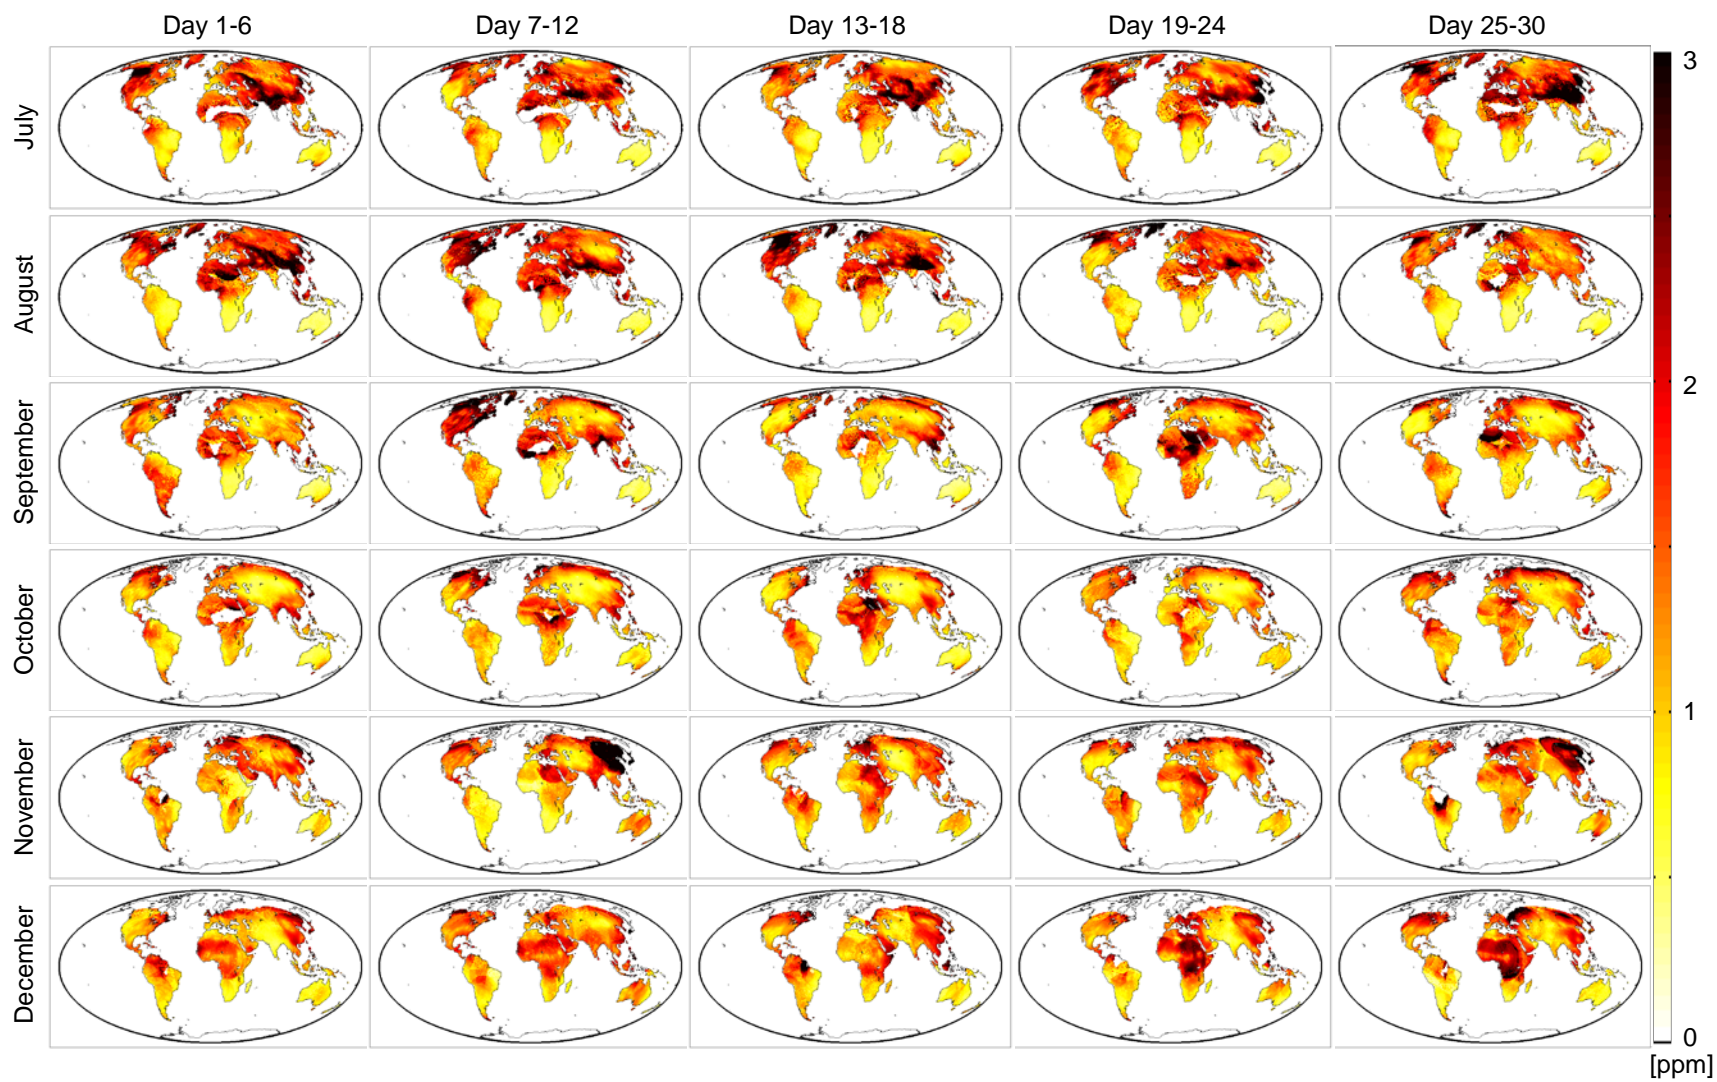 Day 1-6 Day 7-12 Day 13-18 Day 19-24 Day 25-30
July
August
September
October
November
December
3
2
1
0
[ppm]